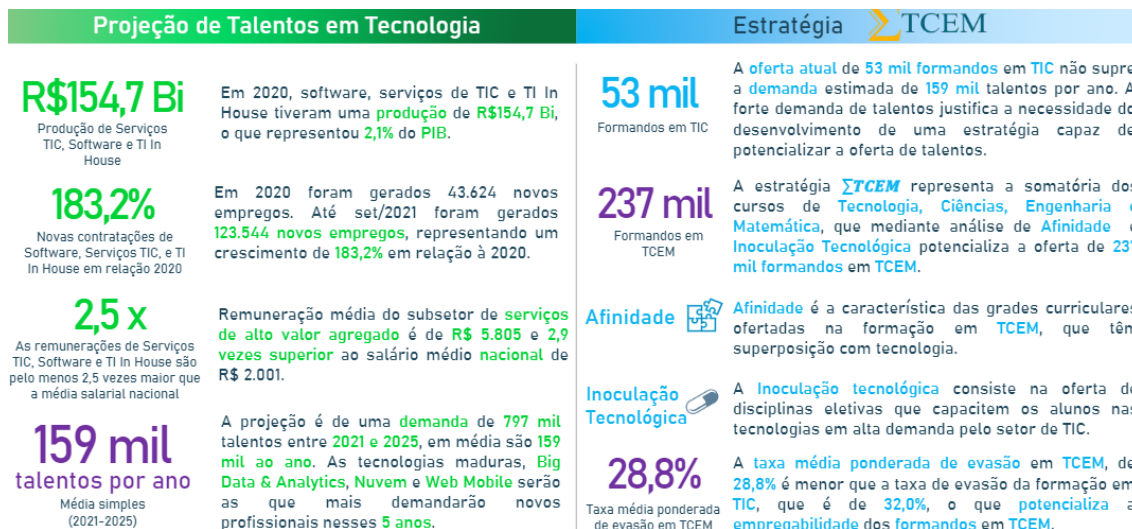 Projeção de Talentos em Tecnologia
R$154,7 Bi
Produção de Serviços
TIC, Software e TI In
House
Em 2020, software, serviços de TIC e TI In
House tiveram uma produção de R$154,7 Bi,
o que representou 2,1% do PIB.
183,2%
Novas contratações de
Software, Serviços TIC, e TI
In House em relação 2020
Em 2020 foram gerados 43.624 novos
empregos. Até set/2021 foram gerados
123.544 novos empregos, representando um
crescimento de 183,2% em relação à 2020.
2,5 x
As remunerações de Serviços
TIC, Software e TI In House são
pelo menos 2,5 vezes maior que
a média salarial nacional
Remuneração média do subsetor de serviços
de alto valor agregado é de R$ 5.805 e 2,9
vezes superior ao salário médio nacional de
R$ 2.001.
159 mil
talentos por ano
Média simples
(2021-2025)
A projeção é de uma demanda de 797 mil
talentos entre 2021 e 2025, em média são 159
mil ao ano. As tecnologias maduras, Big
Data & Analytics, Nuvem e Web Mobile serão
as que mais demandarão novos
profissionais nesses 5 anos.
Estratégia ∑TCEM
53 mil
Formandos em TIC
A oferta atual de 53 mil formandos em TIC não supre
a demanda estimada de 159 mil talentos por ano. A
forte demanda de talentos justifica a necessidade do
desenvolvimento de uma estratégia capaz de
potencializar a oferta de talentos.
237 mil
Formandos em
TCEM
A estratégia ∑TCEM representa a somatória dos
cursos de Tecnologia, Ciências, Engenharia e
Matemática, que mediante análise de Afinidade e
Inoculação Tecnológica potencializa a oferta de 237
mil formandos em TCEM.
Afinidade
Afinidade é a característica das grades curriculares
ofertadas na formação em TCEM, que têm
superposição com tecnologia.
Inoculação
Tecnológica
A Inoculação tecnológica consiste na oferta de
disciplinas eletivas que capacitem os alunos nas
tecnologias em alta demanda pelo setor de TIC.
28,8%
Taxa média ponderada
de evasão em TCEM
A taxa média ponderada de evasão em TCEM, de
28,8% é menor que a taxa de evasão da formação em
TIC, que é de 32,0%, o que potencializa a
empregabilidade dos formandos em TCEM.